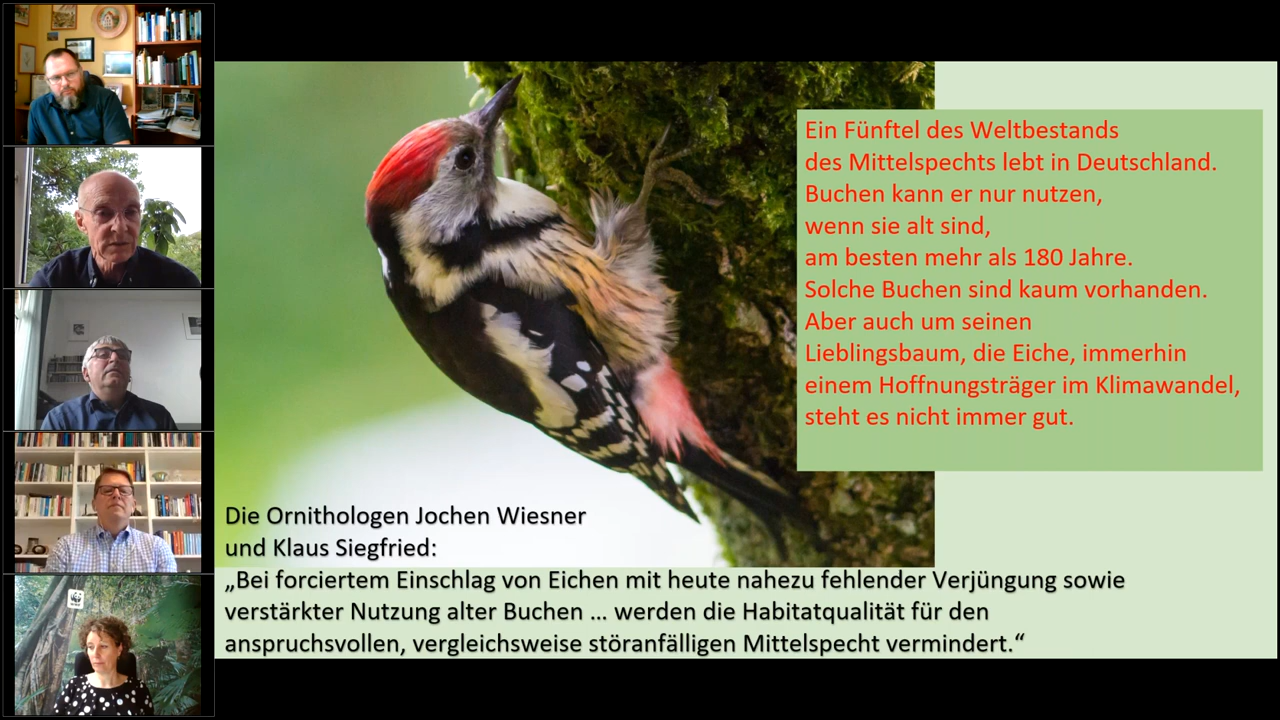 Ein Fünftel des Weltbestands
des Mittelspechts lebt in Deutschland.
Buchen kann er nur nutzen,
wenn sie alt sind,
am besten mehr als 180 Jahre.
Solche Buchen sind kaum vorhanden.
Aber auch um seinen
Lieblingsbaum, die Eiche, immerhin
einem Hoffnungsträger im Klimawandel,
steht es nicht immer gut.
Die Ornithologen Jochen Wiesner
und Klaus Siegfried:
„Bei forciertem Einschlag von Eichen mit heute nahezu fehlender Verjüngung sowie
verstärkter Nutzung alter Buchen … werden die Habitatqualität für den
anspruchsvollen, vergleichsweise störanfälligen Mittelspecht vermindert.“